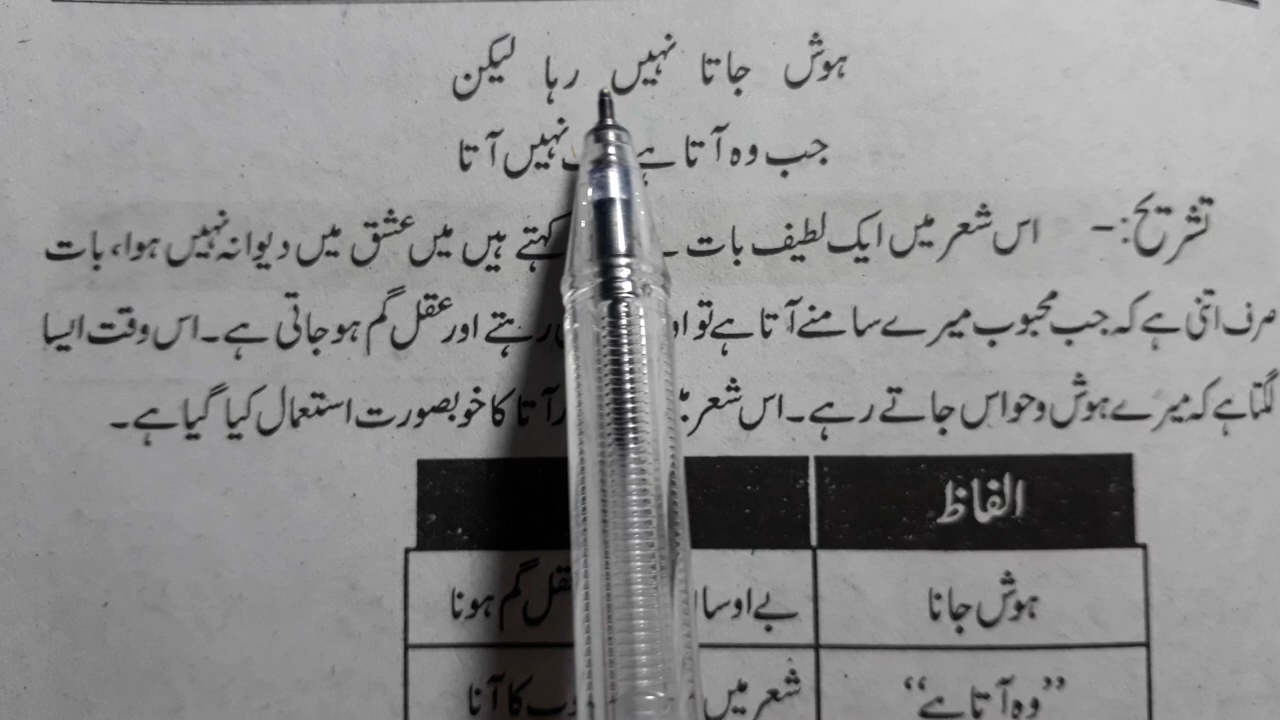 ہوش جاتا نہیں رہا لیکن
جب وہ آتا ہے نہیں آتا
تشریح:- اس شعر میں ایک لطیف بات کہتے ہیں میں عشق میں دیوانہ نہیں ہوا، بات
صرف اتنی ہے کہ جب محبوب میرے سامنے آتا ہے تو رہتے اور عقل گم ہو جاتی ہے۔ اس وقت ایسا
لگتا ہے کہ میرے ہوش و حواس جاتے رہے۔ اس شعر آتا کا خوبصورت استعمال کیا گیا ہے۔
الفاظ
ہوش جانا گم ہونا
”وہ آتا ہے“ شعر میں کا آنا